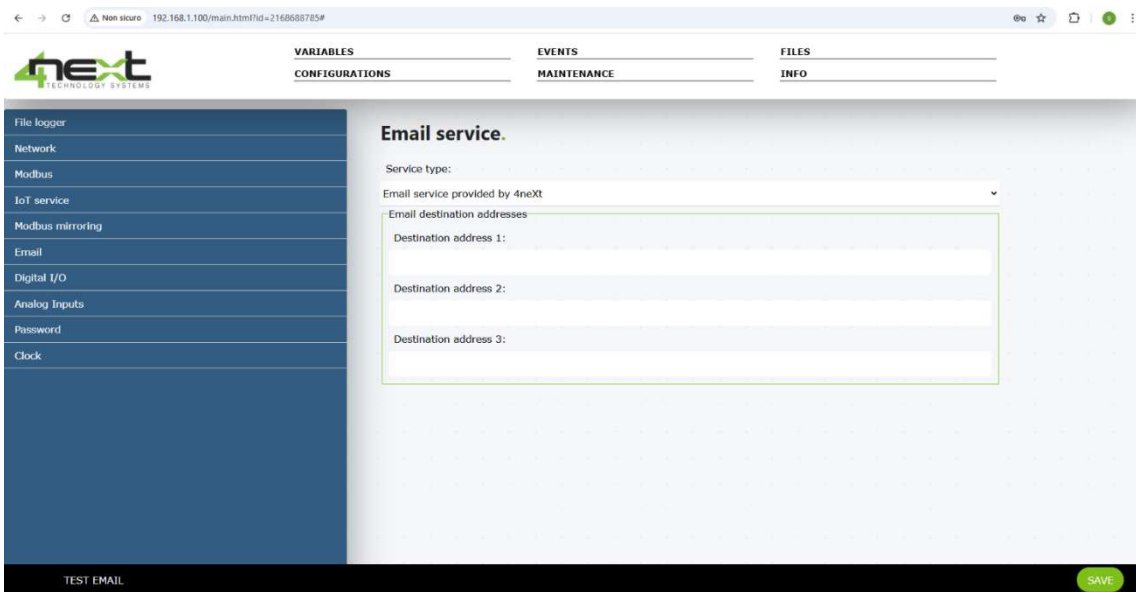 Non sicuro 192.168.1.100/main.html?id=2168688785#
4next
TECHNOLOGY SYSTEMS
VARIABLES
EVENTS
FILES
CONFIGURATIONS
MAINTENANCE
INFO
File logger
Network
Modbus
IoT service
Modbus mirroring
Email
Digital I/O
Analog Inputs
Password
Clock
Email service.
Service type:
Email service provided by 4neXt
Email destination addresses
Destination address 1:
Destination address 2:
Destination address 3:
TEST EMAIL
SAVE